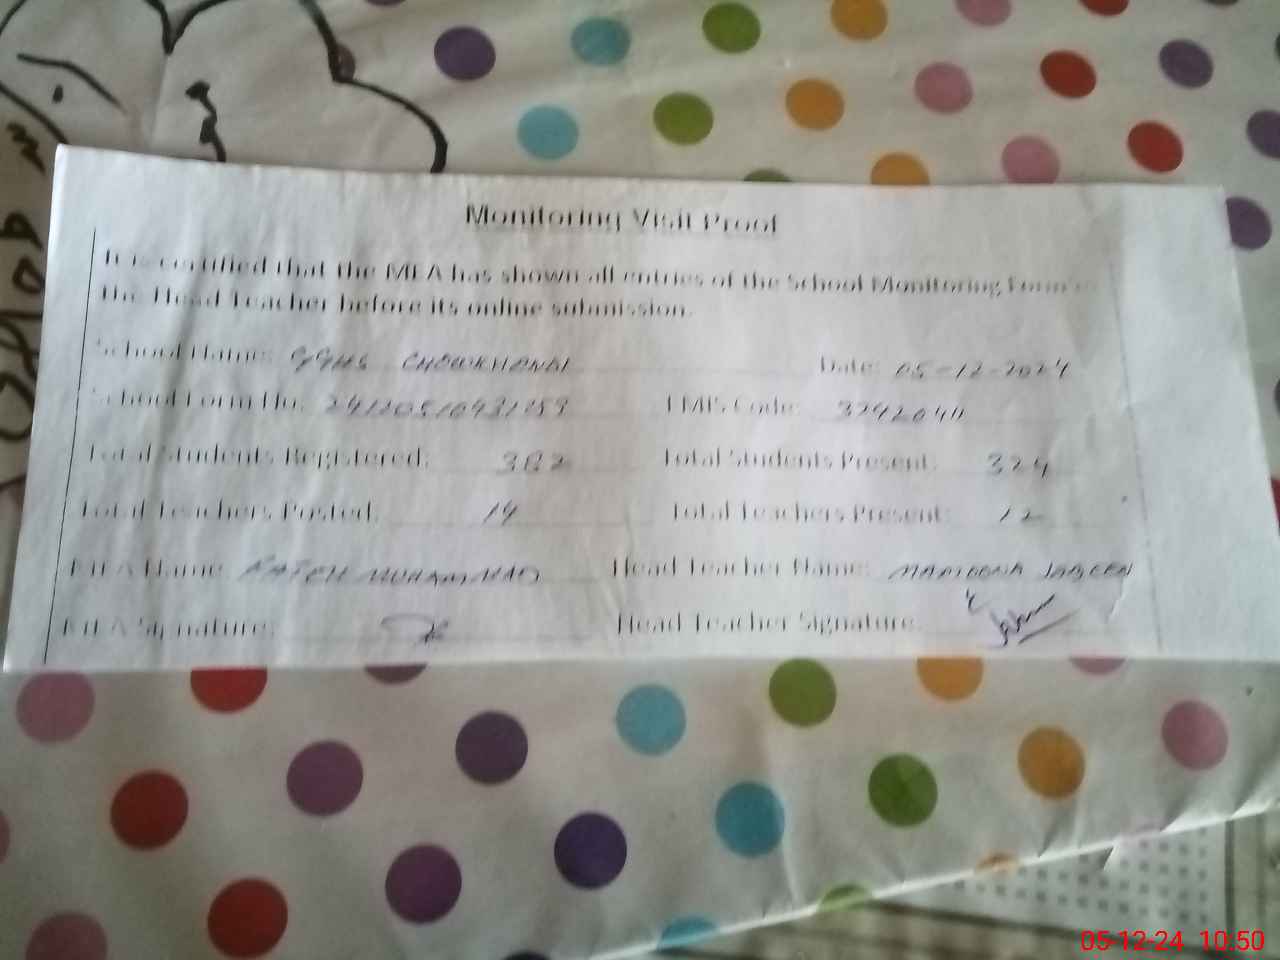 Monitoring Visit Proof
It is certified that the MEA has shown all entries of the School Monitoring Form to
the Head Teacher before its online submission.
School Name: GGHS CHOWKHANDI Date: 05-12-2024
School Form No. EMIS Code:
Total Students Registered: 382 Total Students Present: 324
Total Teachers Posted: 14 Total Teachers Present: 12
MEA Name: MUHAMMAD Head Teacher Name: MAMOONA JABEEN
MEA Signature: Head Teacher Signature:
05-12-24 10:50